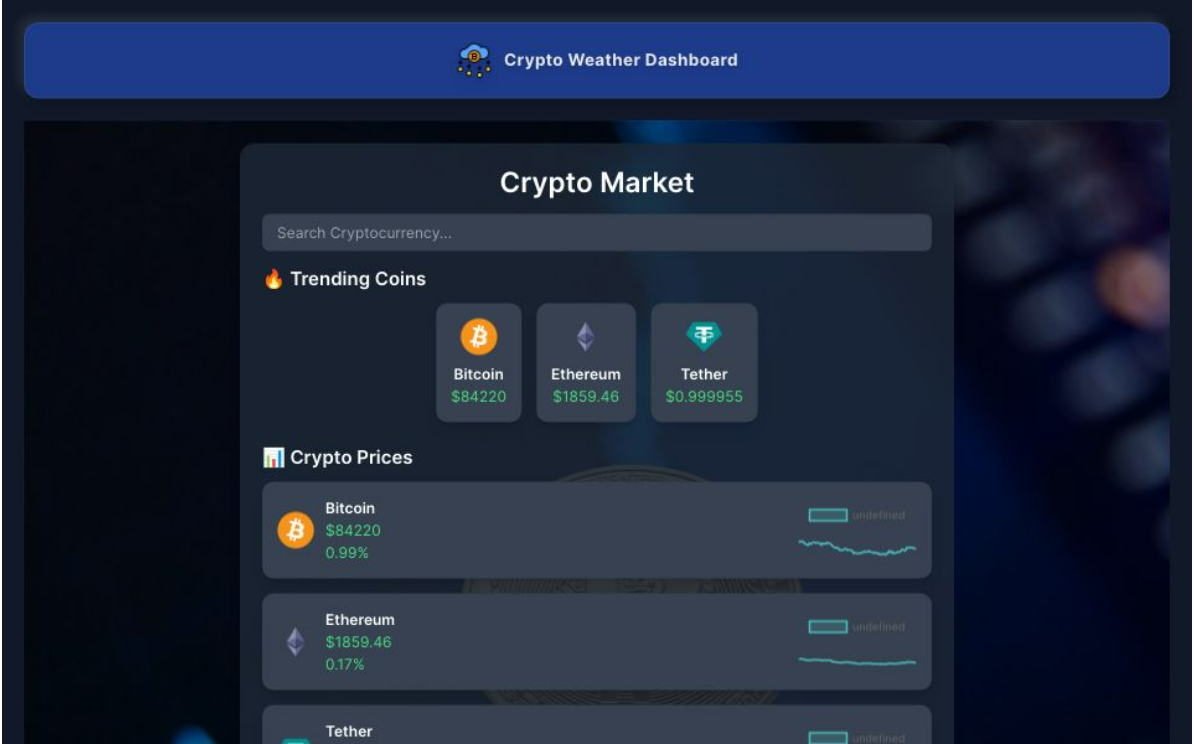 Crypto Weather Dashboard
Crypto Market
Search Cryptocurrency...
🔥 Trending Coins
Bitcoin
$84220
Ethereum
$1859.46
Tether
$0.999955
📊 Crypto Prices
Bitcoin
$84220
0.99%
undefined
Ethereum
$1859.46
0.17%
undefined
Tether
undefined